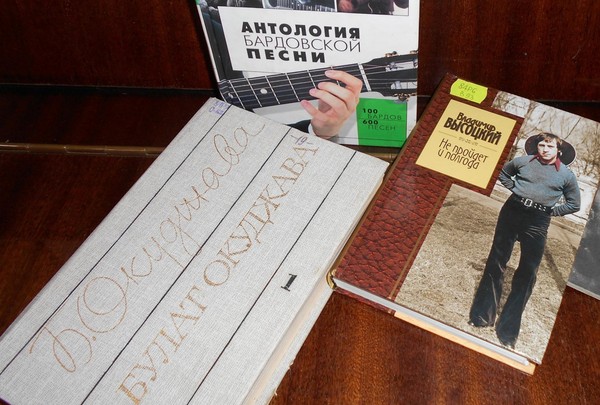 АНТОЛОГИЯ
БАРДОВСКОЙ
ПЕСНИ
100
БАРДОВ
600
ПЕСЕН
Б. Окуджава
БУЛАТ ОКУДЖАВА
1
Владимир
ВЫСОЦКИЙ
Не пройдет
и полгода